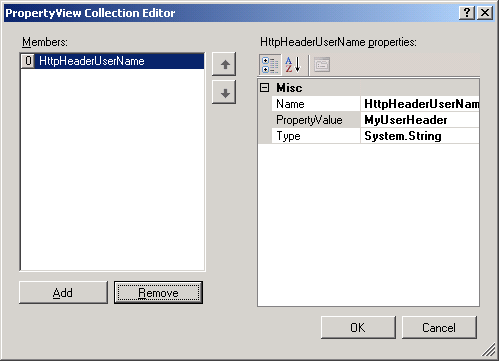 PropertyView Collection Editor
Members:
HttpHeaderUserName properties:
0 HttpHeaderUserName
A
Z
Misc
Name HttpHeaderUserNam
PropertyValue MyUserHeader
Type System.String
Add Remove
OK Cancel